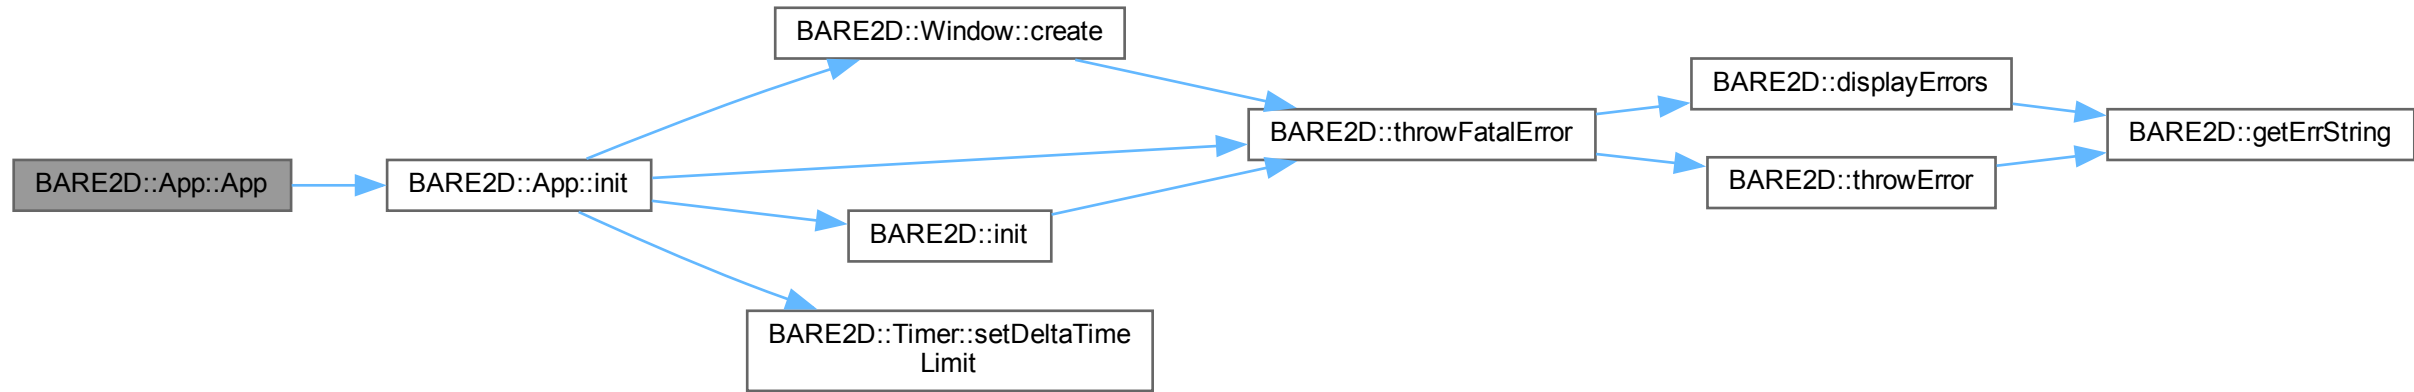 BARE2D::App::App
BARE2D::App::init
BARE2D::Window::create
BARE2D::throwFatalError
BARE2D::init
BARE2D::Timer::setDeltaTime
Limit
BARE2D::displayErrors
BARE2D::throwError
BARE2D::getErrString